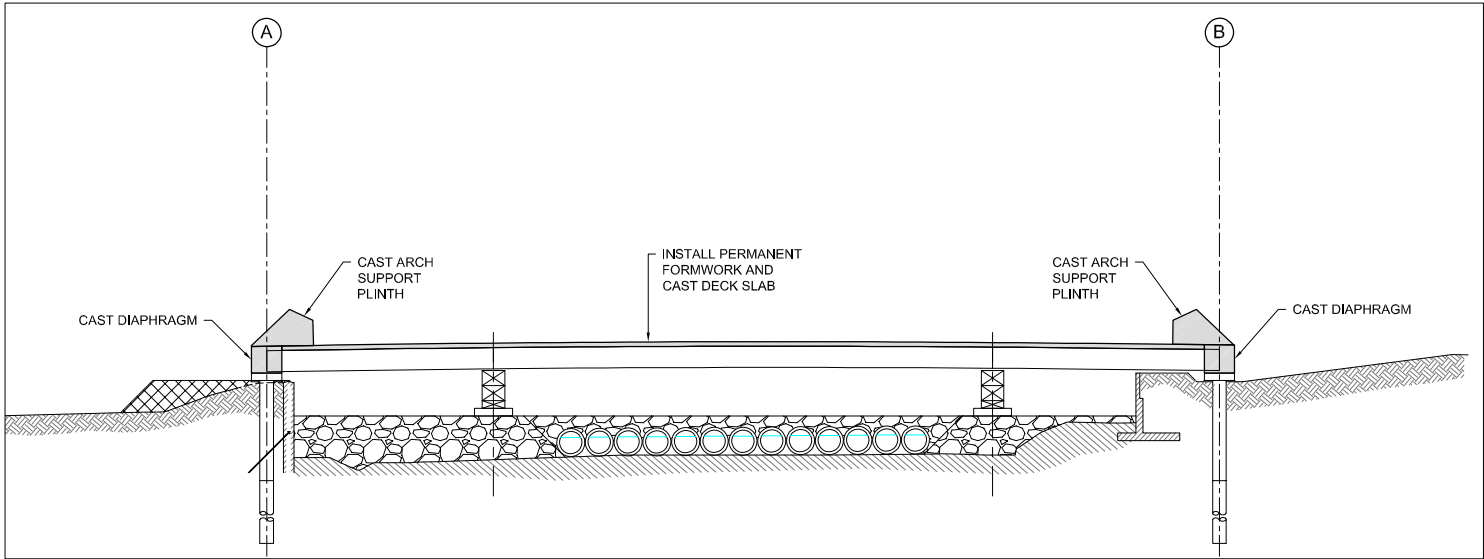 A
B
CAST ARCH
SUPPORT
PLINTH
INSTALL PERMANENT
FORMWORK AND
CAST DECK SLAB
CAST ARCH
SUPPORT
PLINTH
CAST DIAPHRAGM
CAST DIAPHRAGM